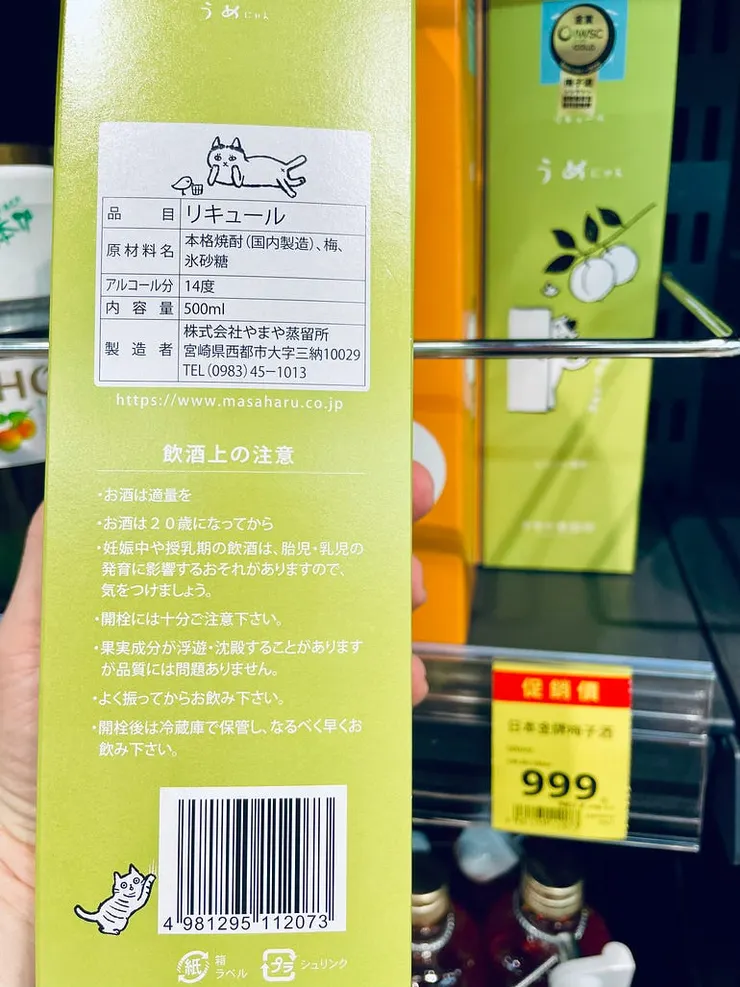 うめにゃん
品目 リキュール
原材料名 本格焼酎(国内製造)、梅、
氷砂糖
アルコール分 14度
内容量 500ml
製造者 株式会社やまや蒸留所
宮崎県西都市大字三納10029
TEL(0983)45-1013
https://www.masaharu.co.jp
飲酒上の注意
・お酒は適量を
・お酒は20歳になってから
・妊娠中や授乳期の飲酒は、胎児・乳児の
発育に影響するおそれがありますので、
気をつけましょう。
・開栓には十分ご注意下さい。
・果実成分が浮遊・沈殿することがあります
が品質には問題ありません。
・よく振ってからお飲み下さい。
・開栓後は冷蔵庫で保管し、なるべく早くお
飲み下さい。
4 981295 112073
紙 箱
ラベル
プラ シュリンク
金賞
IWSC
GOLD
梅子酒
リキュール
うめにゃん
促銷價
日本金牌梅子酒
999